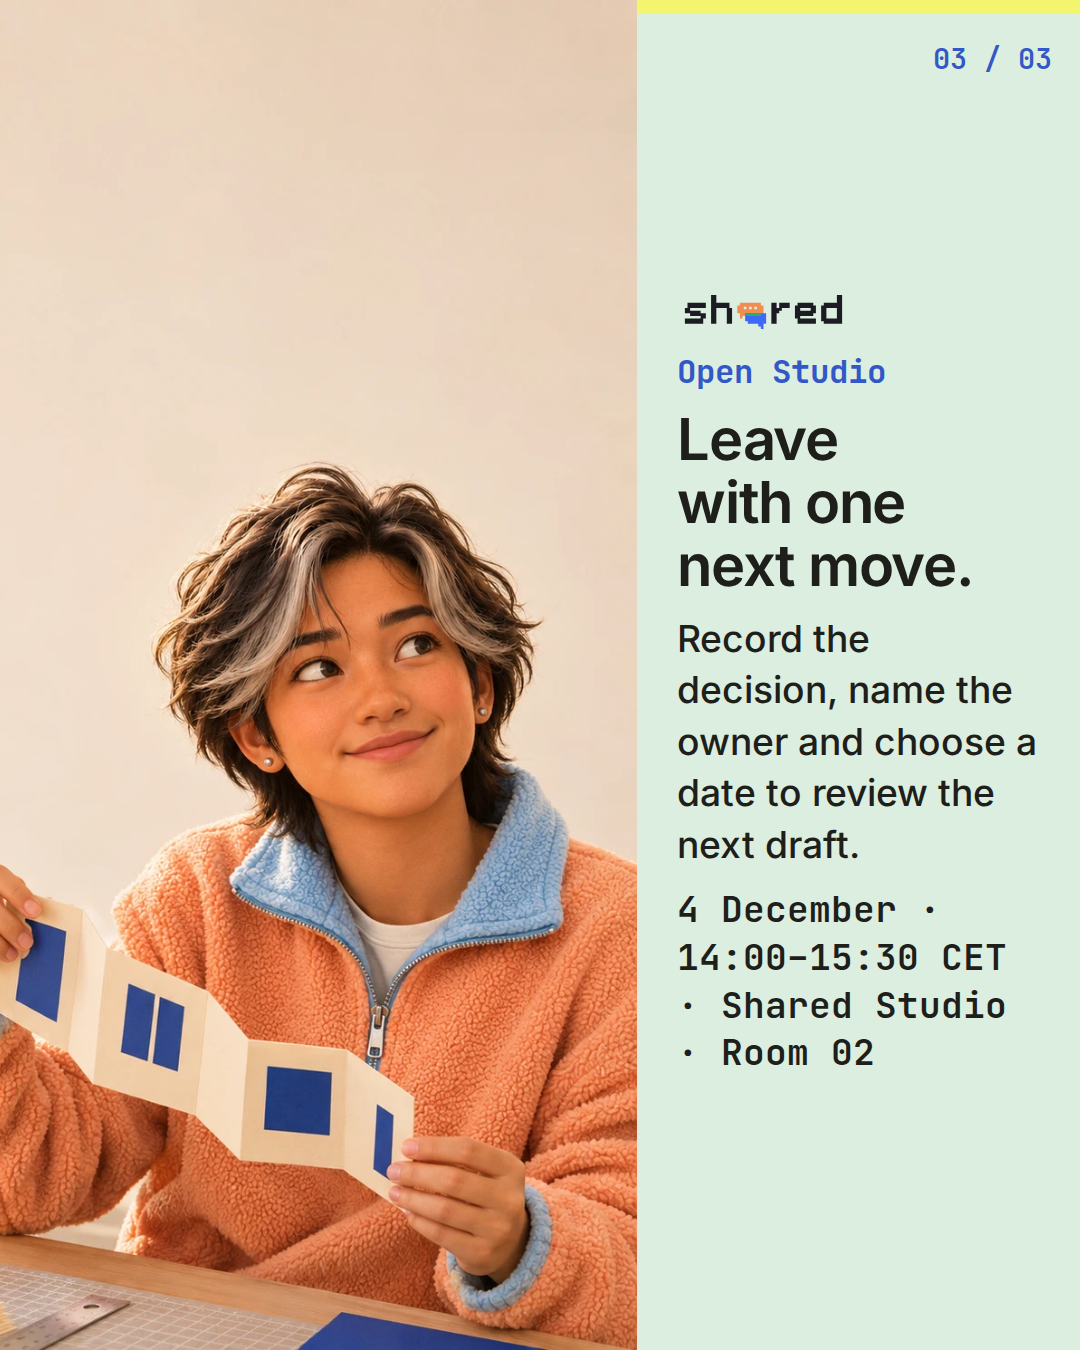 03 / 03
shared
Open Studio
Leave
with one
next move.
Record the
decision, name the
owner and choose a
date to review the
next draft.
4 December ·
14:00–15:30 CET
· Shared Studio
· Room 02